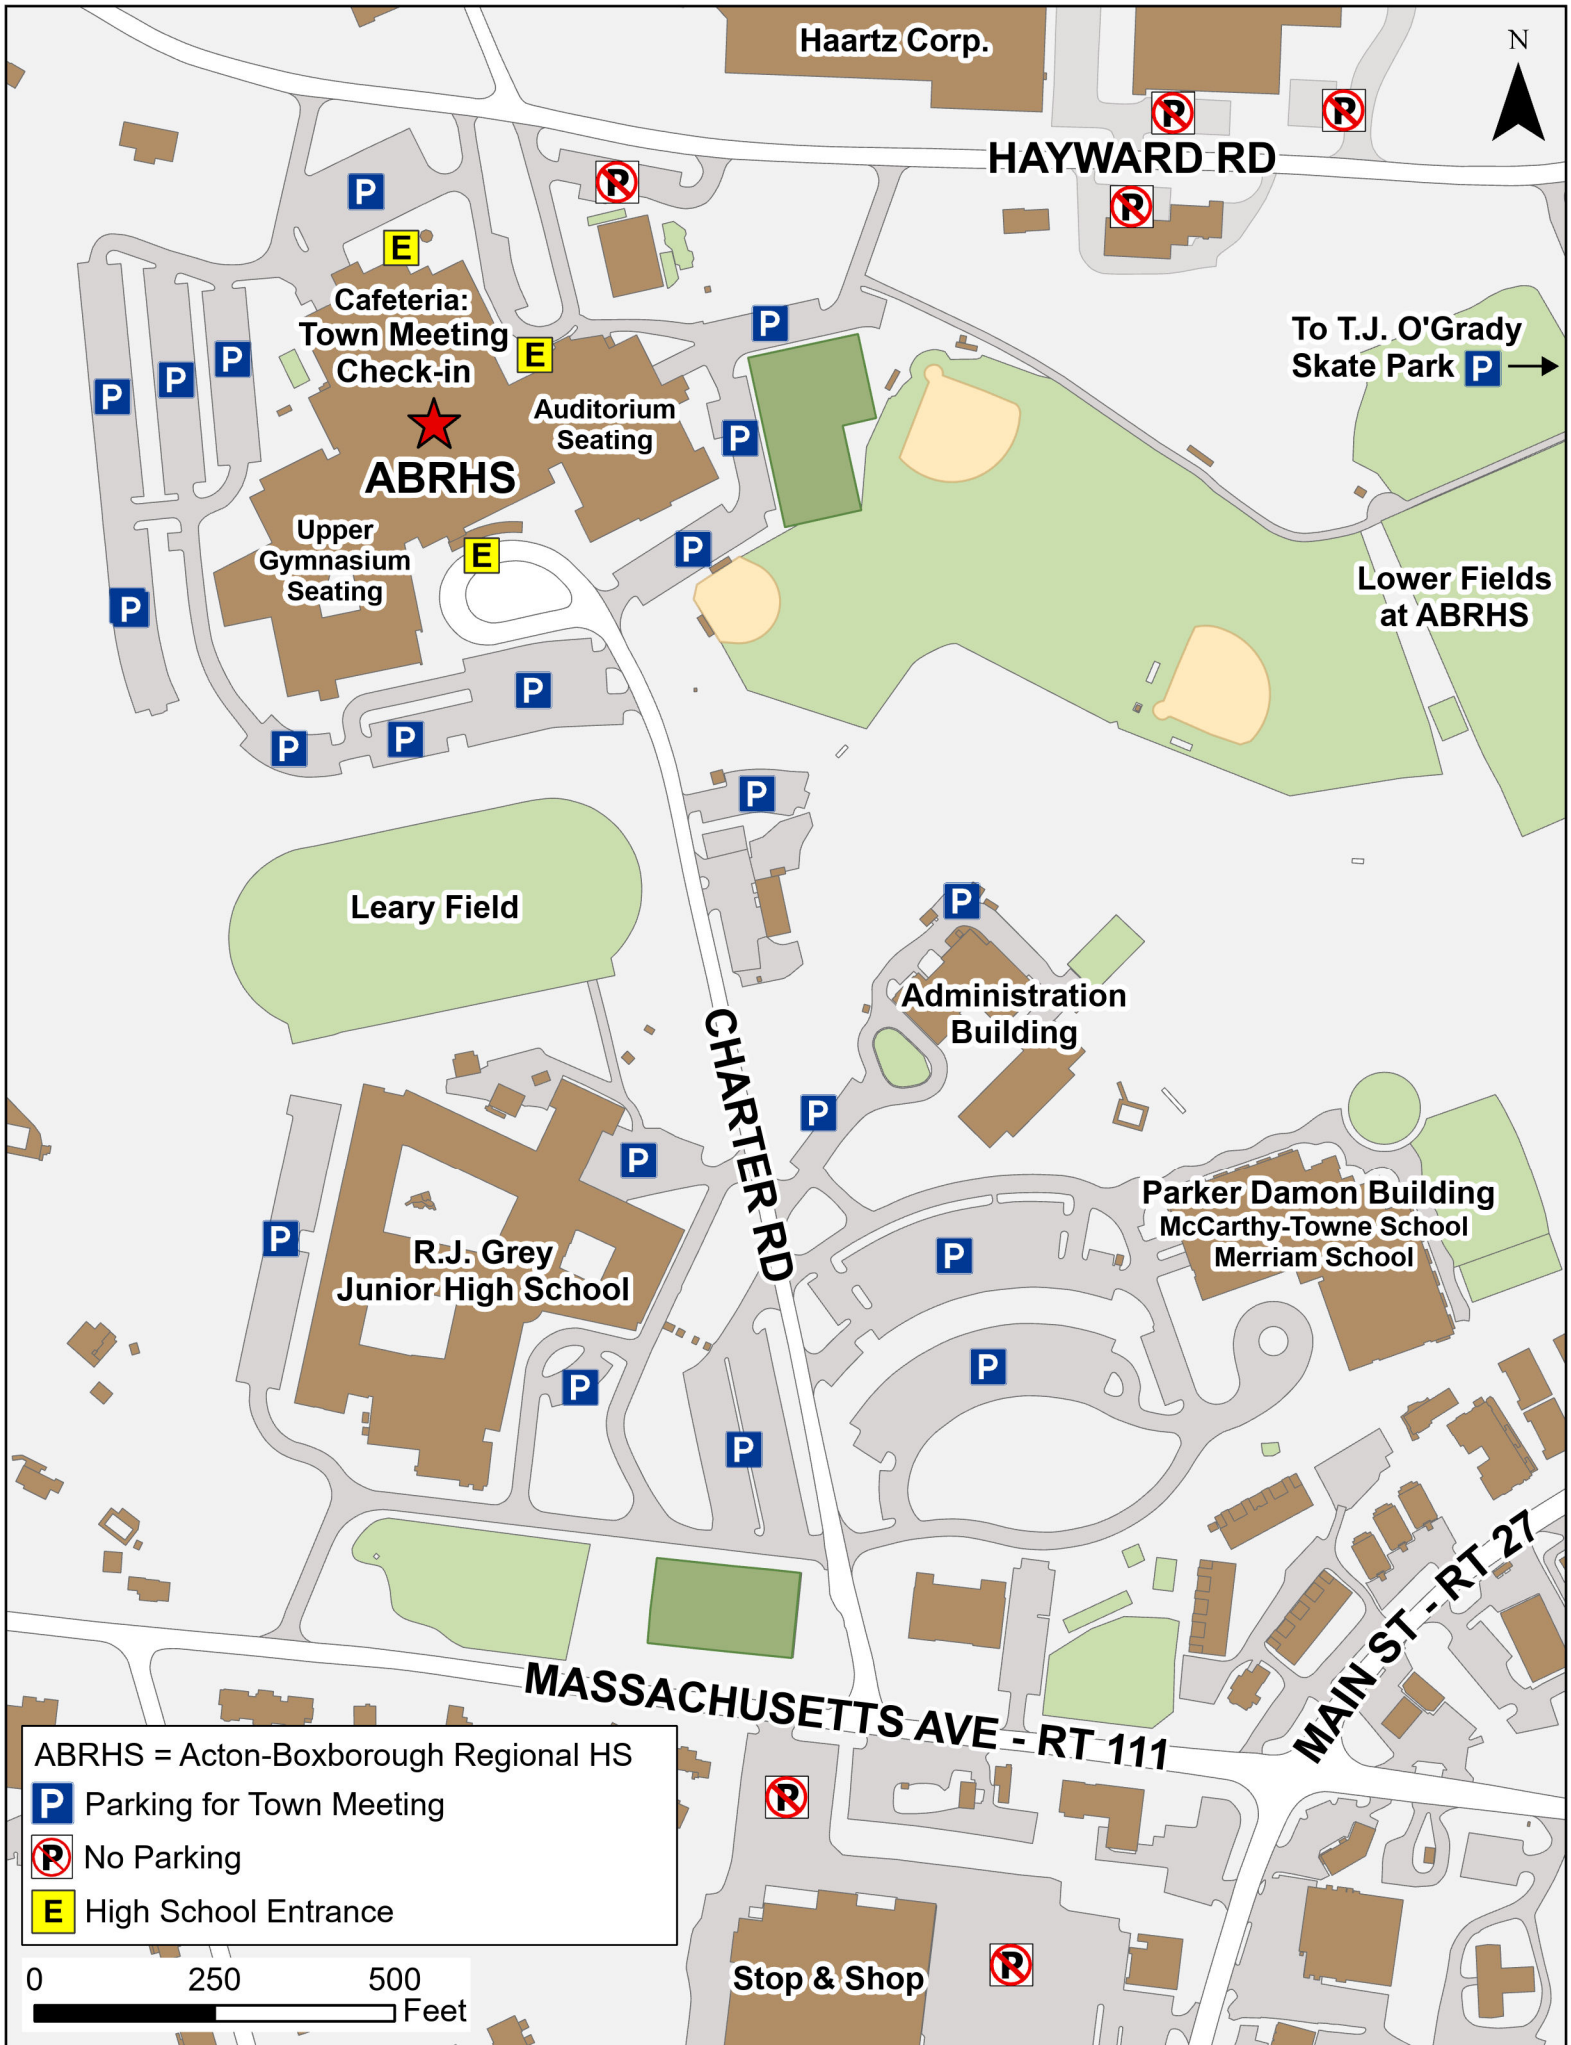 Haartz Corp.
N
P
P
HAYWARD RD
P
P
P
E
Cafeteria:
Town Meeting
Check-in
E
P
To T.J. O'Grady
Skate Park P
P
P
P
Auditorium
Seating
P
ABRHS
Upper
Gymnasium
Seating
E
P
Lower Fields
at ABRHS
P
P
P
P
P
Leary Field
P
Administration
Building
CHARTER RD
P
P
Parker Damon Building
McCarthy-Towne School
Merriam School
P
R.J. Grey
Junior High School
P
P
P
P
MAIN ST - RT 27
MASSACHUSETTS AVE - RT 111
ABRHS = Acton-Boxborough Regional HS
P Parking for Town Meeting
P No Parking
E High School Entrance
P
Stop & Shop
P
0 250 500
Feet